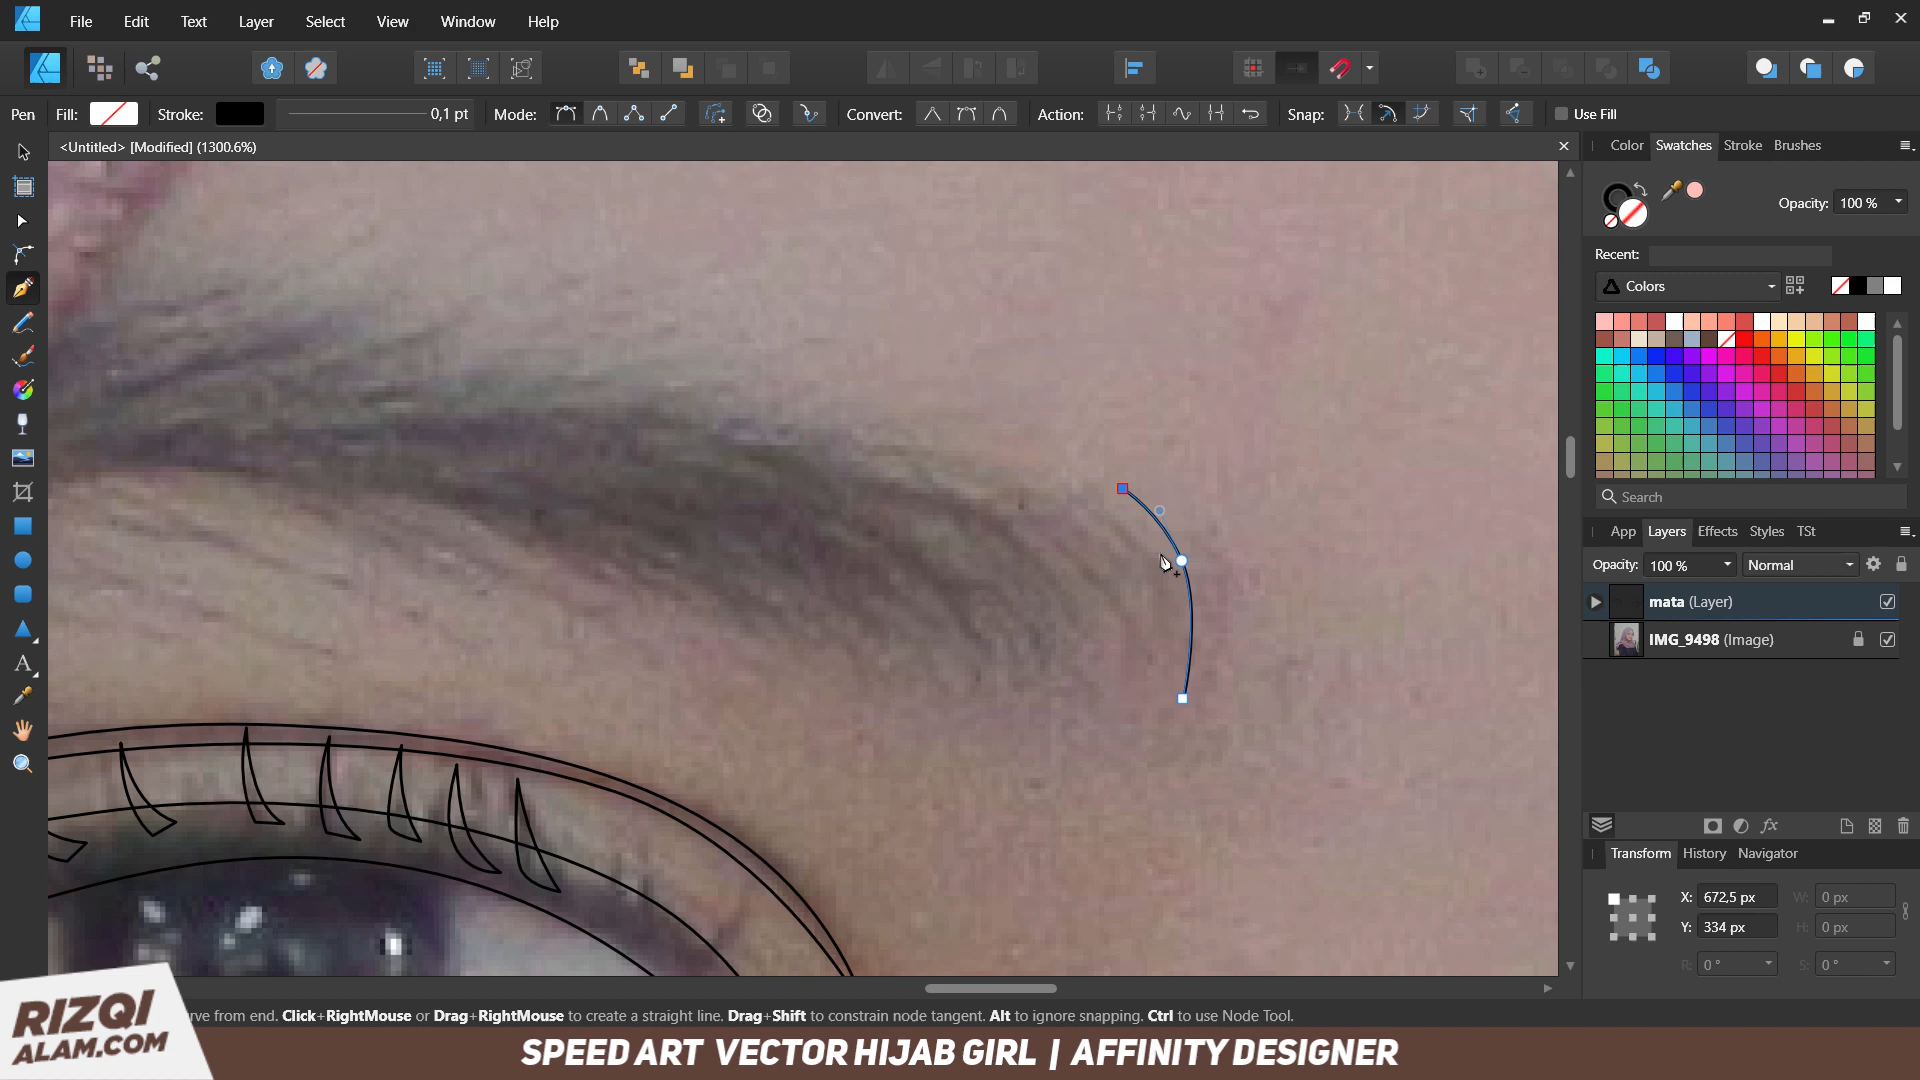 File Edit Text Layer Select View Window Help
Pen Fill: Stroke: 0,1 pt Mode: Convert: Action: Snap: Use Fill
<Untitled> [Modified] (1300.6%)
Color Swatches Stroke Brushes
Opacity: 100 %
Recent:
Colors
Search
App Layers Effects Styles TSt
Opacity: 100 % Normal
mata (Layer)
IMG_9498 (Image)
Transform History Navigator
X: 672,5 px W: 0 px
Y: 334 px H: 0 px
R: 0 ° S: 0 °
A
fx
rve from end. Click+RightMouse or Drag+RightMouse to create a straight line. Drag+Shift to constrain node tangent. Alt to ignore snapping. Ctrl to use Node Tool.
RIZQI
ALAM.COM
SPEED ART VECTOR HIJAB GIRL | AFFINITY DESIGNER